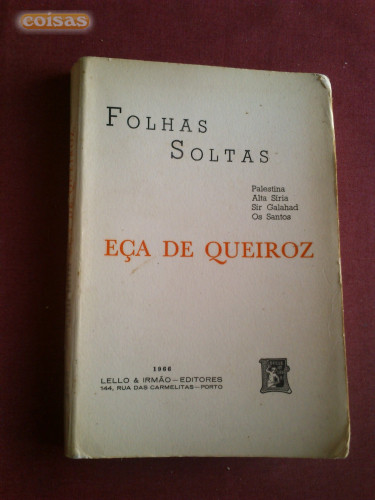 coisas
FOLHAS
SOLTAS
Palestina
Alta Síria
Sir Galahad
Os Santos
EÇA DE QUEIROZ
1966
LELLO & IRMÃO—EDITORES
144, RUA DAS CARMELITAS—PORTO